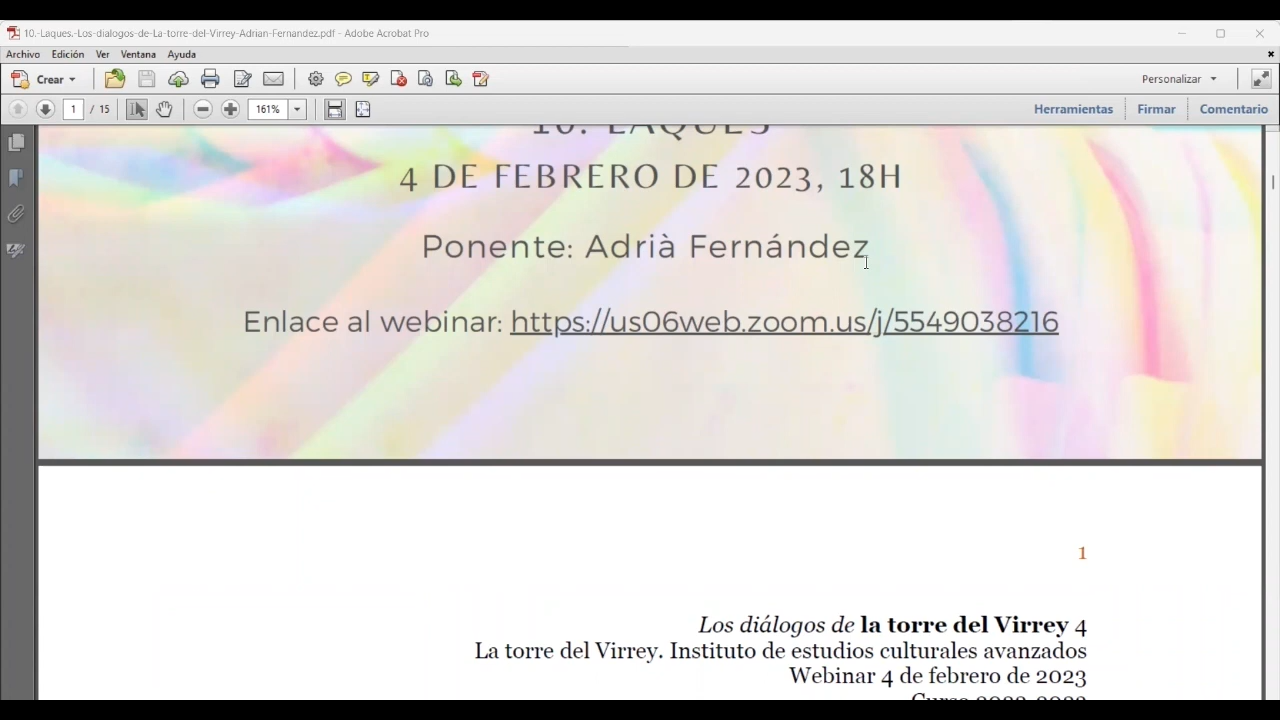 10.-Laques.-Los-dialogos-de-La-torre-del-Virrey-Adrian-Fernandez.pdf - Adobe Acrobat Pro
Archivo Edición Ver Ventana Ayuda
Crear Personalizar
1 / 15 161% Herramientas Firmar Comentario
10. LAQUES
4 DE FEBRERO DE 2023, 18H
Ponente: Adrià Fernández
Enlace al webinar: https://us06web.zoom.us/j/5549038216
1
Los diálogos de la torre del Virrey 4
La torre del Virrey. Instituto de estudios culturales avanzados
Webinar 4 de febrero de 2023